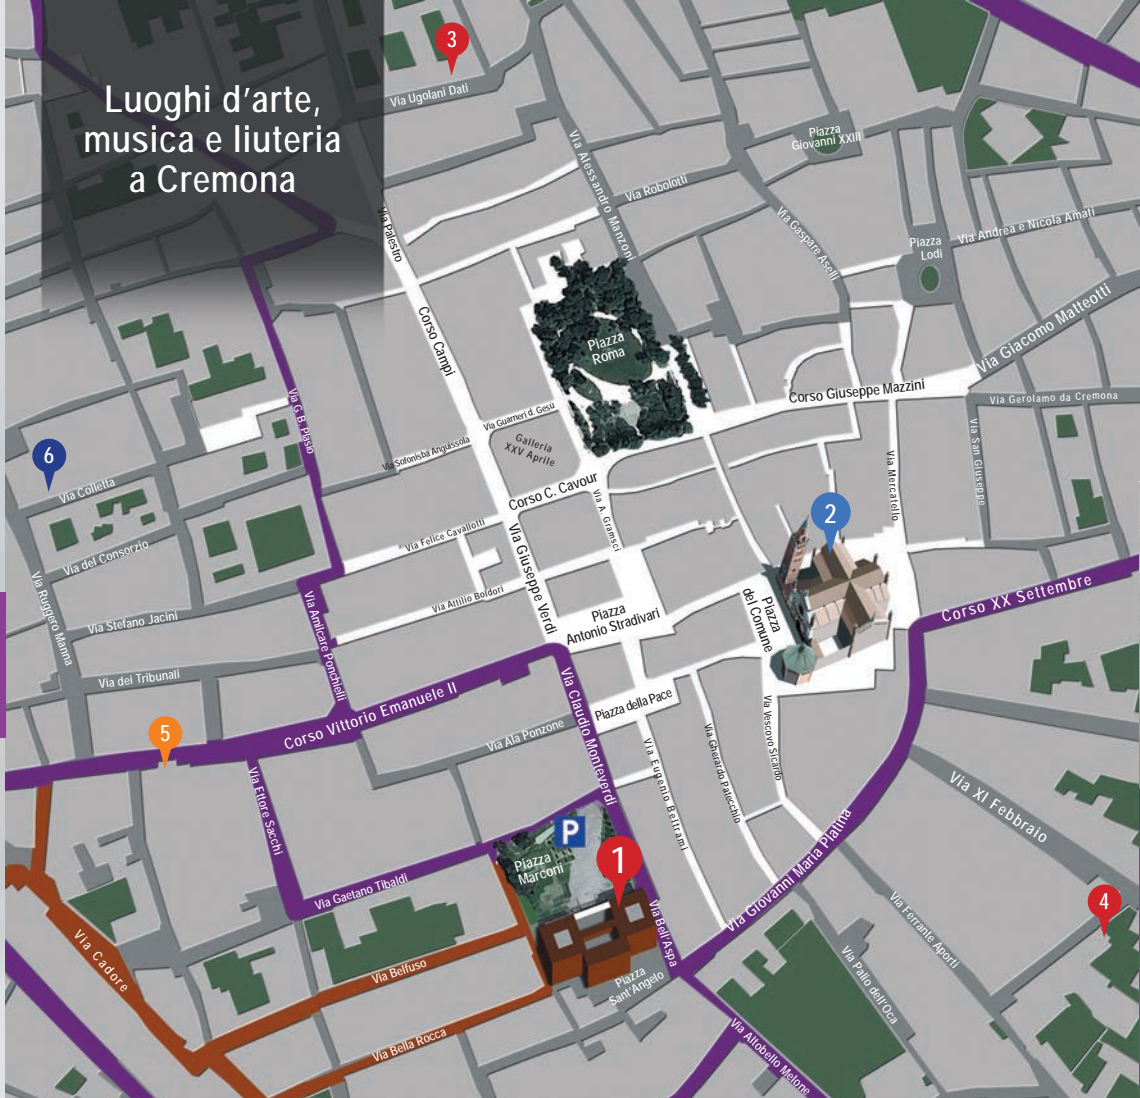 Luoghi d'arte,
musica e liuteria
a Cremona
3
Via Ugolani Dati
Via Palestro
Via Alessandro Manzoni
Via Robolotti
Piazza
Giovanni XXIII
Via Gaspare Aselli
Piazza
Lodi
Via Andrea e Nicola Amati
Via Giacomo Matteotti
Corso Campi
Piazza
Roma
Corso Giuseppe Mazzini
Via Gerolamo da Cremona
Via G. B. Plasio
Via Guarneri d. Gesu
Via Sofonisba Anguissola
Galleria
XXV Aprile
Via San Giuseppe
Via Mercatello
6
Via Colletta
Corso C. Cavour
Via A. Gramsci
2
Via Felice Cavallotti
Via Giuseppe Verdi
Via del Consorzio
Via Ruggero Manna
Via Attilio Boldori
Via Stefano Jacini
Via Amilcare Ponchielli
Piazza
Antonio Stradivari
Piazza
del Comune
Corso XX Settembre
Via dei Tribunali
Corso Vittorio Emanuele II
Via Claudio Monteverdi
Piazza della Pace
5
Via Ala Ponzone
Via Vescovo Sicardo
Via Gherardo Patecchio
Via Eugenio Beltrami
Via Ettore Sacchi
Via XI Febbraio
P
1
Piazza
Marconi
Via Giovanni Maria Platina
Via Gaetano Tibaldi
4
Via Bell'Aspa
Via Ferrante Aporti
Via Cadore
Via Belfuso
Piazza
Sant'Angelo
Via Palio dell'Oca
Via Bella Rocca
Via Altobello Melone